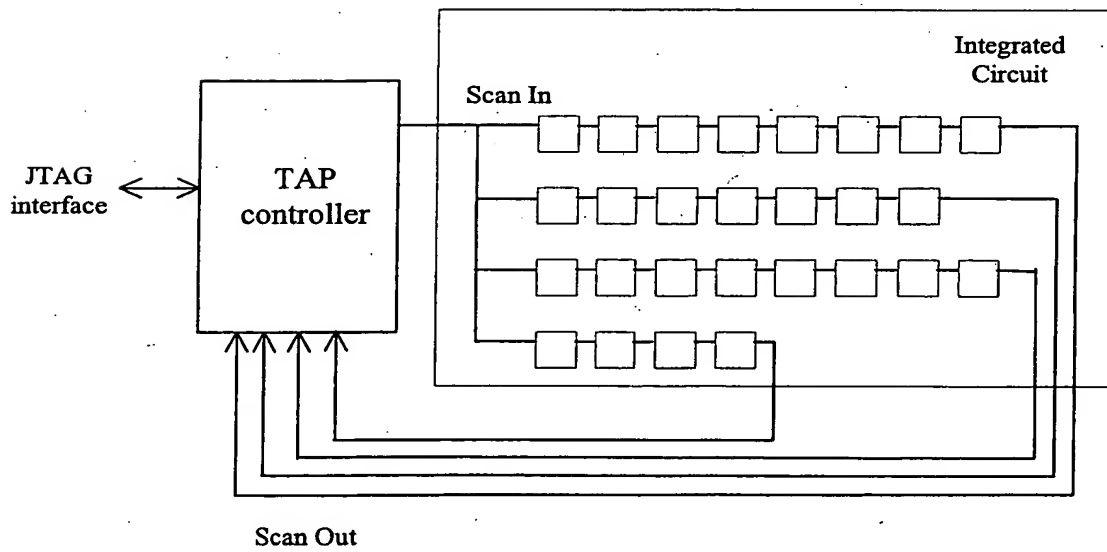 Integrated
Circuit
Scan In
JTAG
interface
TAP
controller
Scan Out